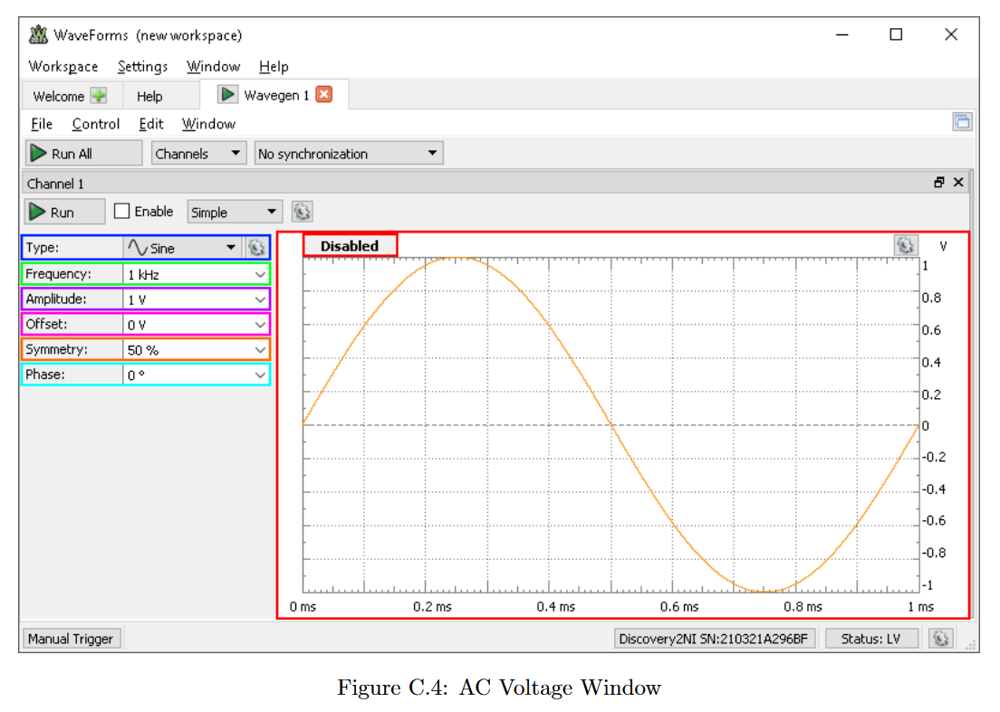 WaveForms (new workspace)
Workspace Settings Window Help
Welcome Help Wavegen 1
File Control Edit Window
Run All Channels No synchronization
Channel 1
Run Enable Simple
Type: Sine
Frequency: 1 kHz
Amplitude: 1 V
Offset: 0 V
Symmetry: 50 %
Phase: 0 °
Disabled V
1
0.8
0.6
0.4
0.2
0
-0.2
-0.4
-0.6
-0.8
-1
0 ms 0.2 ms 0.4 ms 0.6 ms 0.8 ms 1 ms
Manual Trigger Discovery2NI SN:210321A296BF Status: LV
Figure C.4: AC Voltage Window